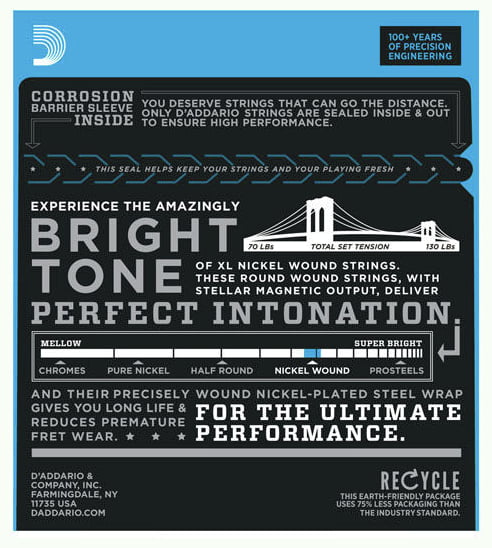 100+ YEARS
OF PRECISION
ENGINEERING
CORROSION
BARRIER SLEEVE
INSIDE
YOU DESERVE STRINGS THAT CAN GO THE DISTANCE.
ONLY D'ADDARIO STRINGS ARE SEALED INSIDE & OUT
TO ENSURE HIGH PERFORMANCE.
THIS SEAL HELPS KEEP YOUR STRINGS AND YOUR PLAYING FRESH
EXPERIENCE THE AMAZINGLY
BRIGHT
TONE
70 LBs TOTAL SET TENSION 130 LBs
OF XL NICKEL WOUND STRINGS.
THESE ROUND WOUND STRINGS, WITH
STELLAR MAGNETIC OUTPUT, DELIVER
PERFECT INTONATION.
MELLOW SUPER BRIGHT
CHROMES PURE NICKEL HALF ROUND NICKEL WOUND PROSTEELS
AND THEIR PRECISELY WOUND NICKEL-PLATED STEEL WRAP
GIVES YOU LONG LIFE &
REDUCES PREMATURE
FRET WEAR.
FOR THE ULTIMATE
PERFORMANCE.
D'ADDARIO &
COMPANY, INC.
FARMINGDALE, NY
11735 USA
DADDARIO.COM
RECYCLE
THIS EARTH-FRIENDLY PACKAGE
USES 75% LESS PACKAGING THAN
THE INDUSTRY STANDARD.